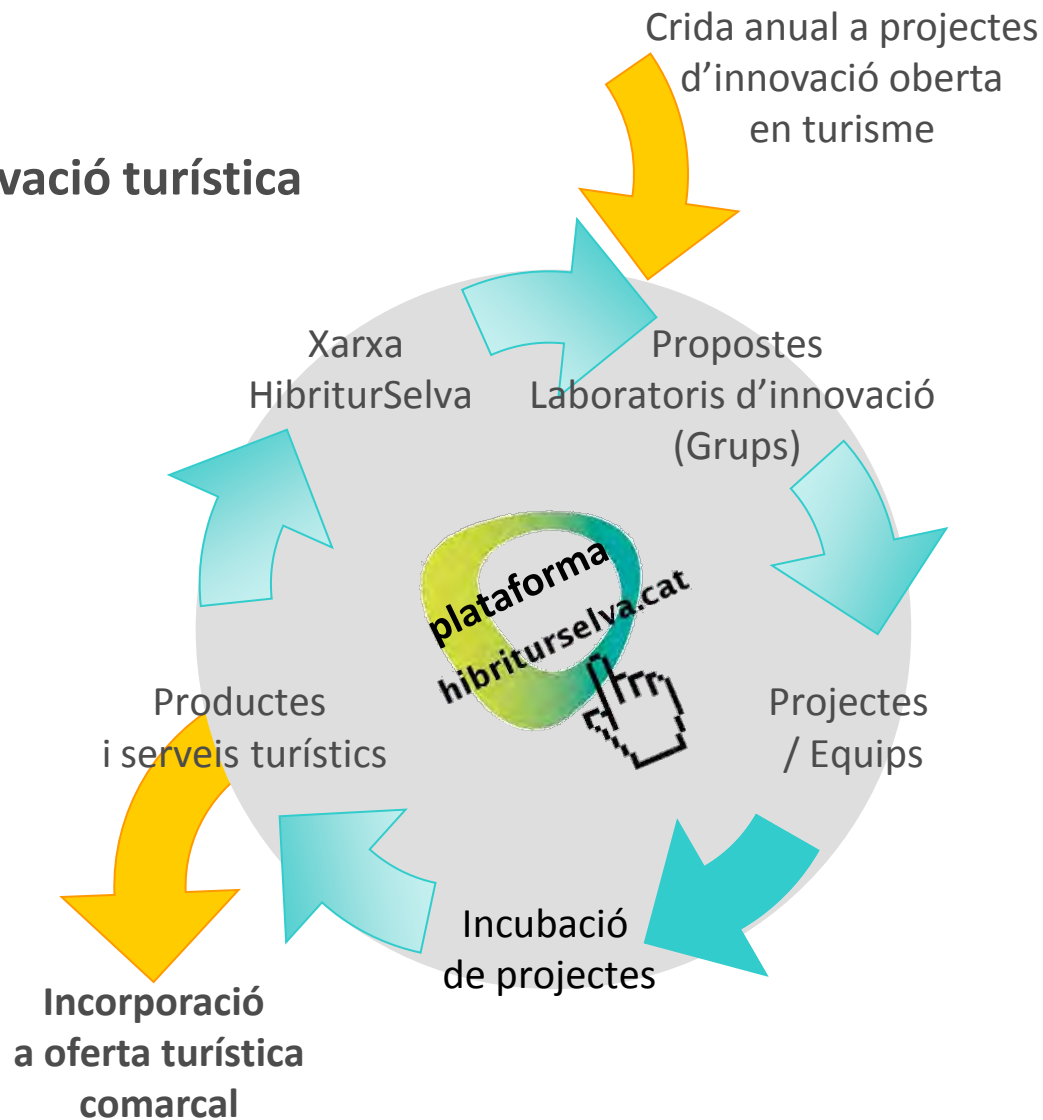 Crida anual a projectes
d’innovació oberta
en turisme
vació turística
Xarxa
HibriturSelva
Propostes
Laboratoris d’innovació
(Grups)
plataforma
hibriturselva.cat
Productes
i serveis turístics
Projectes
/ Equips
Incubació
de projectes
Incorporació
a oferta turística
comarcal